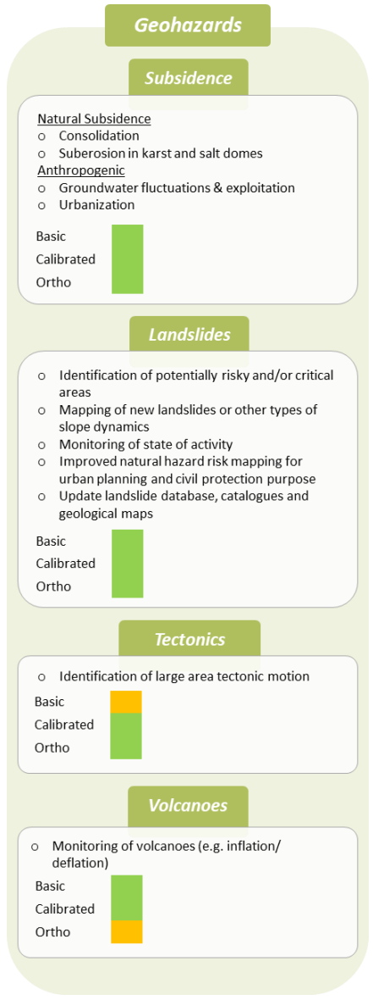 Geohazards
Subsidence
Natural Subsidence
o Consolidation
o Suberosion in karst and salt domes
Anthropogenic
o Groundwater fluctuations & exploitation
o Urbanization
Basic
Calibrated
Ortho
Landslides
o Identification of potentially risky and/or critical
areas
o Mapping of new landslides or other types of
slope dynamics
o Monitoring of state of activity
o Improved natural hazard risk mapping for
urban planning and civil protection purpose
o Update landslide database, catalogues and
geological maps
Basic
Calibrated
Ortho
Tectonics
o Identification of large area tectonic motion
Basic
Calibrated
Ortho
Volcanoes
o Monitoring of volcanoes (e.g. inflation/
deflation)
Basic
Calibrated
Ortho